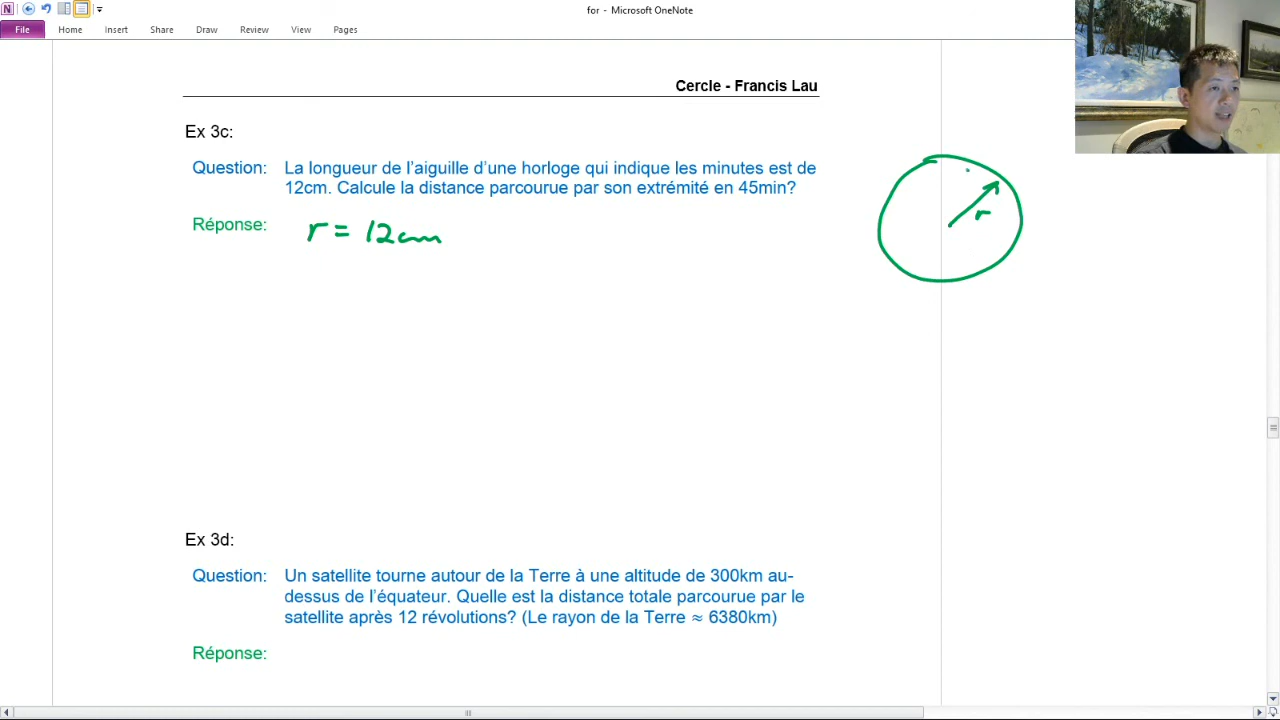 for - Microsoft OneNote
File Home Insert Share Draw Review View Pages
Cercle - Francis Lau
Ex 3c:
Question: La longueur de l'aiguille d'une horloge qui indique les minutes est de
12cm. Calcule la distance parcourue par son extrémité en 45min?
Réponse: r = 12cm
r
Ex 3d:
Question: Un satellite tourne autour de la Terre à une altitude de 300km au-
dessus de l'équateur. Quelle est la distance totale parcourue par le
satellite après 12 révolutions? (Le rayon de la Terre ≈ 6380km)
Réponse: